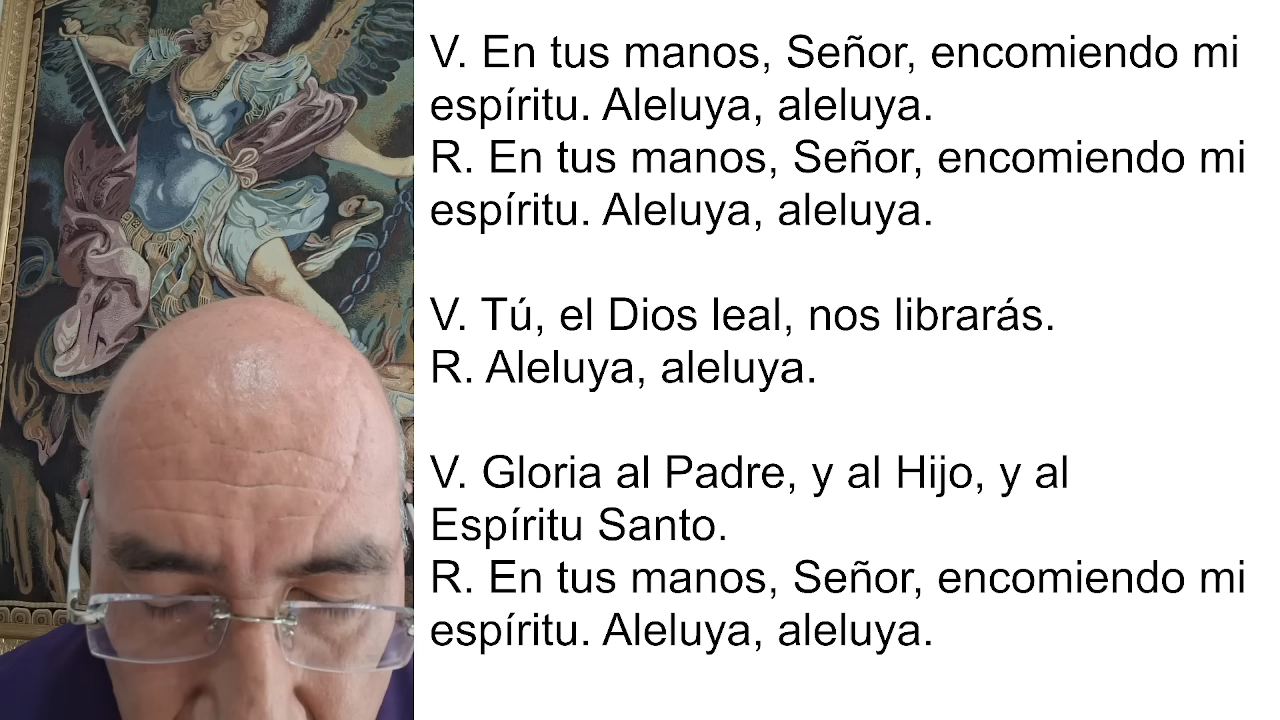 V. En tus manos, Señor, encomiendo mi
espíritu. Aleluya, aleluya.
R. En tus manos, Señor, encomiendo mi
espíritu. Aleluya, aleluya.
V. Tú, el Dios leal, nos librarás.
R. Aleluya, aleluya.
V. Gloria al Padre, y al Hijo, y al
Espíritu Santo.
R. En tus manos, Señor, encomiendo mi
espíritu. Aleluya, aleluya.